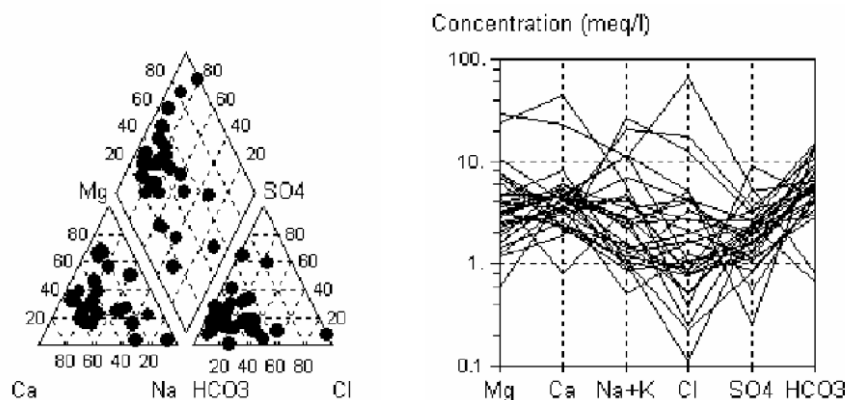 Concentration (meq/l)
100.
10.
1.
0.1
Mg Ca Na+K Cl SO4 HCO3
80 80
60 60
40 40
20 20
Mg SO4
80 80
60 60
40 40
20 20
80 60 40 20 20 40 60 80
Ca Na HCO3 Cl